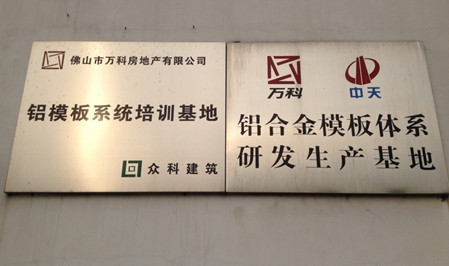 佛山市万科房地产有限公司
铝模板系统培训基地
众科建筑
万科 中天
铝合金模板体系
研发生产基地